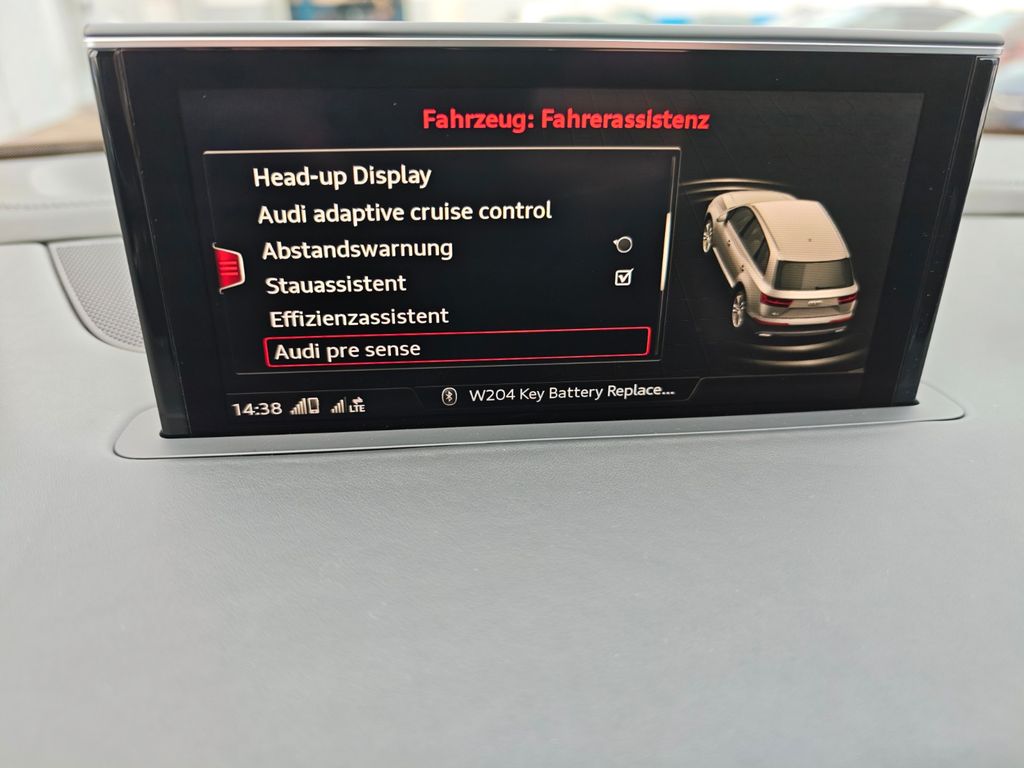 Fahrzeug: Fahrerassistenz
Head-up Display
Audi adaptive cruise control
Abstandswarnung
Stauassistent
Effizienzassistent
Audi pre sense
14:38 LTE W204 Key Battery Replace...